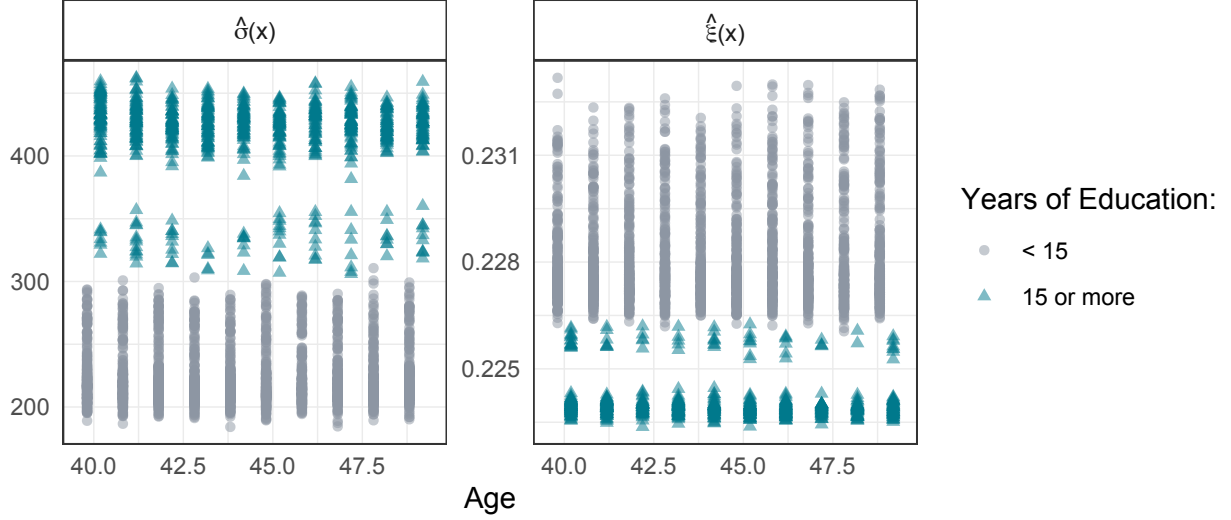 σ̂(x)
ξ̂(x)
400
300
200
0.231
0.228
0.225
40.0 42.5 45.0 47.5
40.0 42.5 45.0 47.5
Age
Years of Education:
< 15
15 or more